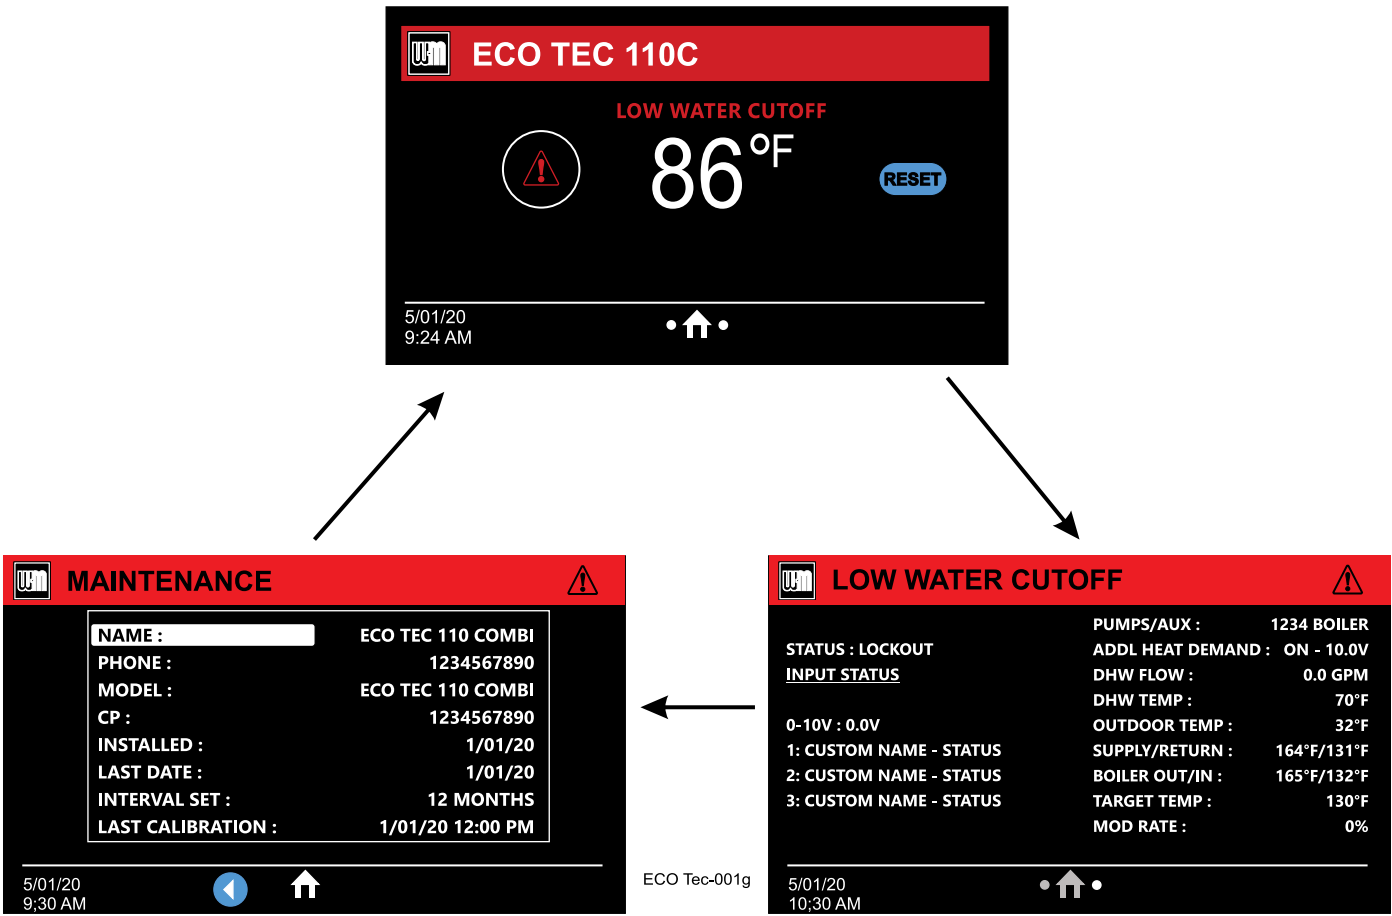 WM ECO TEC 110C
LOW WATER CUTOFF
86°F
RESET
5/01/20
9:24 AM
WM MAINTENANCE
NAME : ECO TEC 110 COMBI
PHONE : 1234567890
MODEL : ECO TEC 110 COMBI
CP : 1234567890
INSTALLED : 1/01/20
LAST DATE : 1/01/20
INTERVAL SET : 12 MONTHS
LAST CALIBRATION : 1/01/20 12:00 PM
5/01/20
9;30 AM
ECO Tec-001g
WM LOW WATER CUTOFF
STATUS : LOCKOUT
INPUT STATUS
0-10V : 0.0V
1: CUSTOM NAME - STATUS
2: CUSTOM NAME - STATUS
3: CUSTOM NAME - STATUS
PUMPS/AUX : 1234 BOILER
ADDL HEAT DEMAND : ON - 10.0V
DHW FLOW : 0.0 GPM
DHW TEMP : 70°F
OUTDOOR TEMP : 32°F
SUPPLY/RETURN : 164°F/131°F
BOILER OUT/IN : 165°F/132°F
TARGET TEMP : 130°F
MOD RATE : 0%
5/01/20
10;30 AM